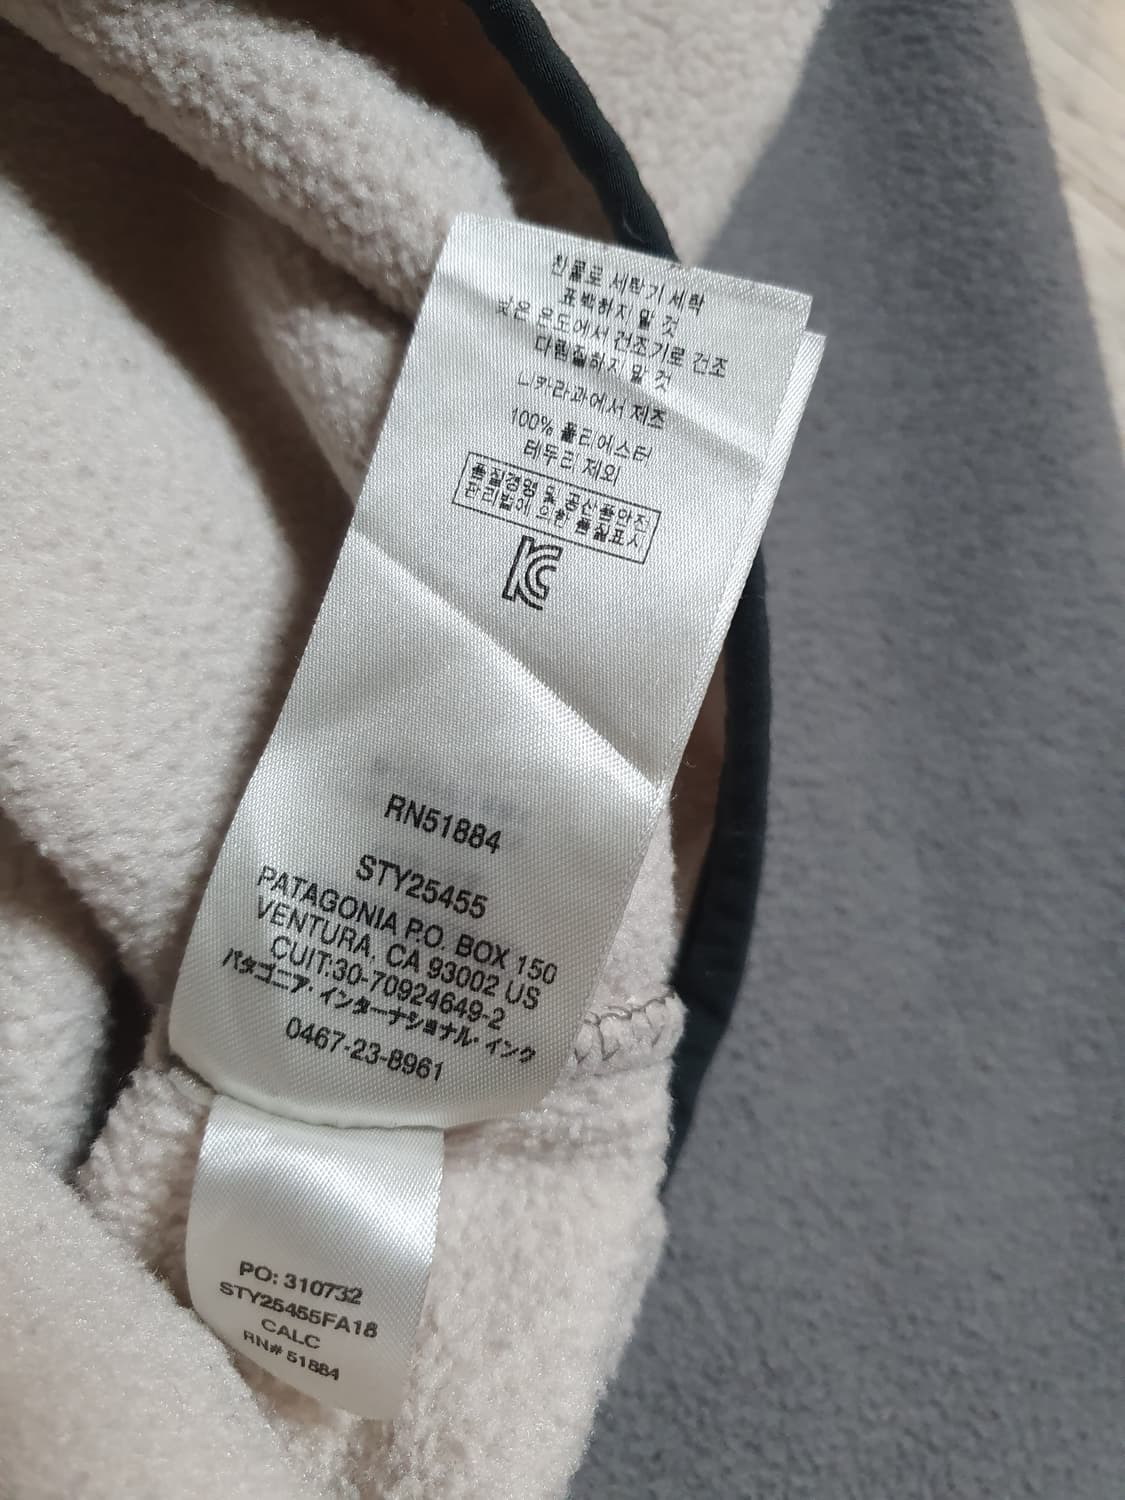 찬물로 세탁기 세탁
표백하지 말 것
낮은 온도에서 건조기로 건조
다림질하지 말 것
니카라과에서 제조
100% 폴리에스터
테두리 제외
품질경영 및 공산품안전
관리법에 의한 품질표시
KC
RN51884
STY25455
PATAGONIA P.O. BOX 150
VENTURA, CA 93002 US
CUIT:30-70924649-2
パタゴニア・インターナショナル・インク
0467-23-8961
PO: 310732
STY25455FA18
CALC
RN# 51884